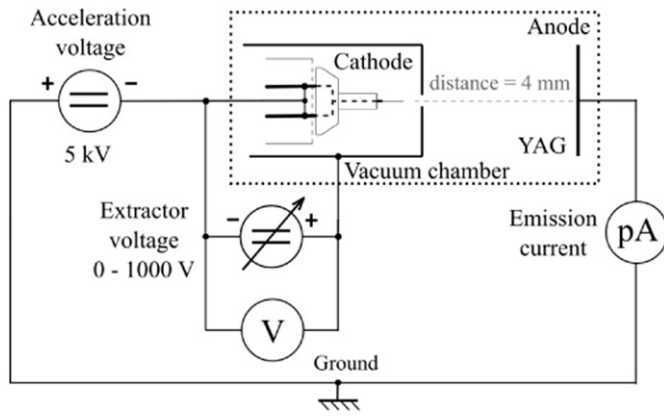 Acceleration
voltage
+ −
5 kV
Cathode
Anode
distance = 4 mm
YAG
Vacuum chamber
Extractor
voltage
0 - 1000 V
− +
V
Emission
current
pA
Ground